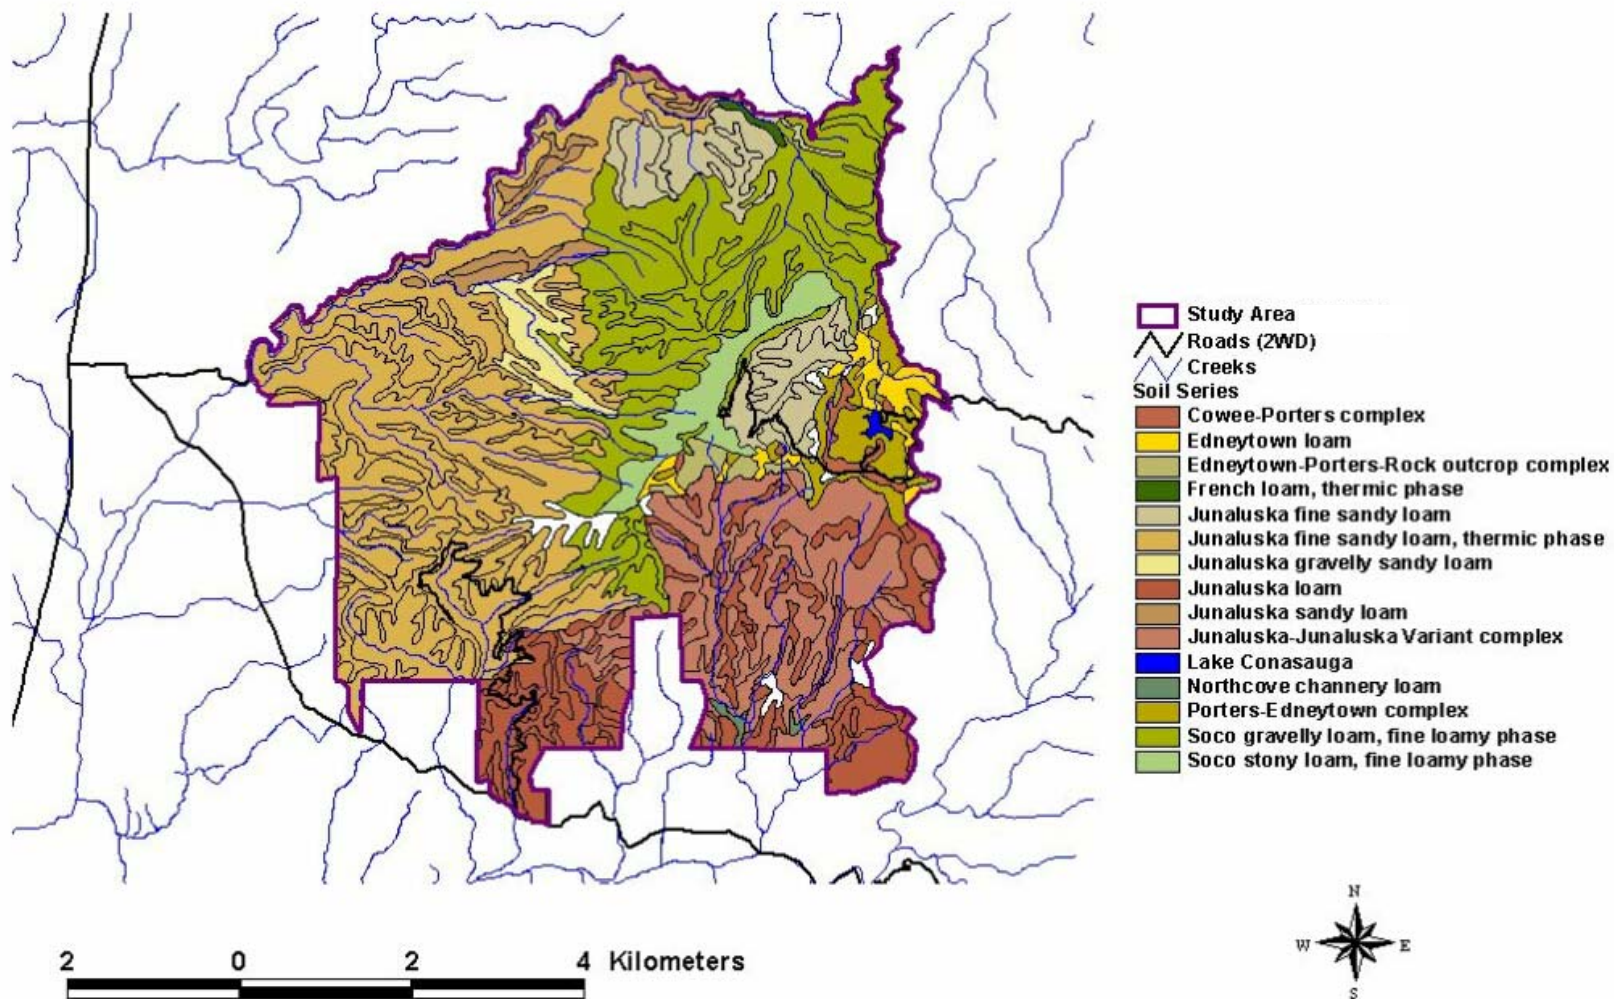 Study Area
Roads (2WD)
Creeks
Soil Series
Cowee-Porters complex
Edneytown loam
Edneytown-Porters-Rock outcrop complex
French loam, thermic phase
Junaluska fine sandy loam
Junaluska fine sandy loam, thermic phase
Junaluska gravelly sandy loam
Junaluska loam
Junaluska sandy loam
Junaluska-Junaluska Variant complex
Lake Conasauga
Northcove channery loam
Porters-Edneytown complex
Soco gravelly loam, fine loamy phase
Soco stony loam, fine loamy phase
N
W E
S
2 0 2 4 Kilometers